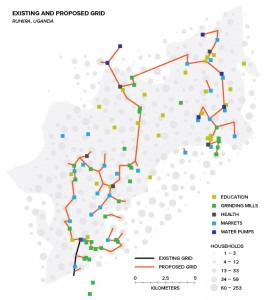 EXISTING AND PROPOSED GRID
RUHIIRA, UGANDA
EDUCATION
GRINDING MILLS
HEALTH
MARKETS
WATER PUMPS
HOUSEHOLDS
1 – 3
4 – 12
13 – 33
34 – 59
60 – 253
EXISTING GRID
PROPOSED GRID
0 2.5 5
KILOMETERS